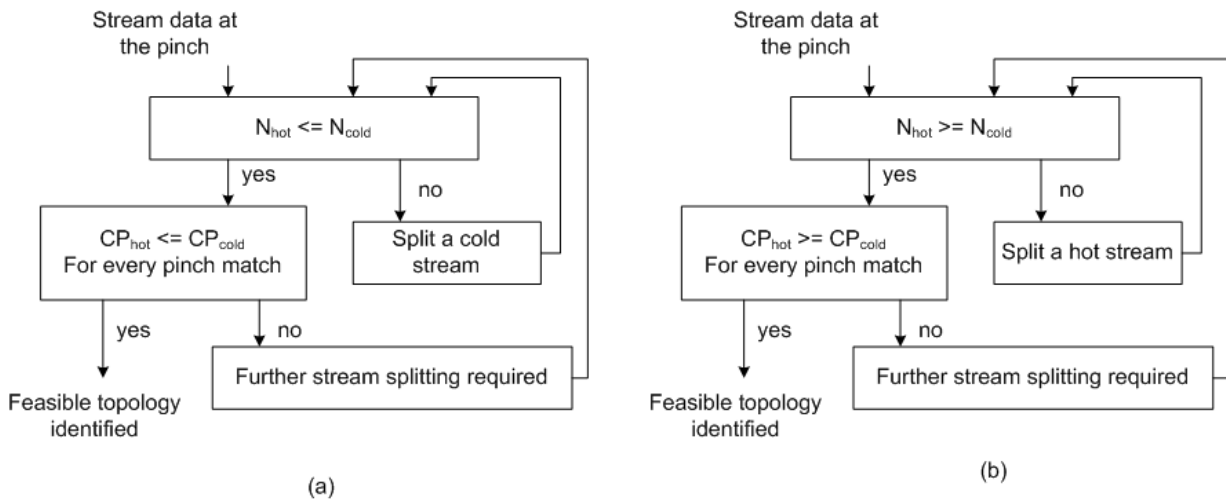 Stream data at
the pinch
N_hot <= N_cold
yes
no
CP_hot <= CP_cold
For every pinch match
Split a cold
stream
yes
no
Further stream splitting required
Feasible topology
identified
(a)
Stream data at
the pinch
N_hot >= N_cold
yes
no
CP_hot >= CP_cold
For every pinch match
Split a hot stream
yes
no
Further stream splitting required
Feasible topology
identified
(b)